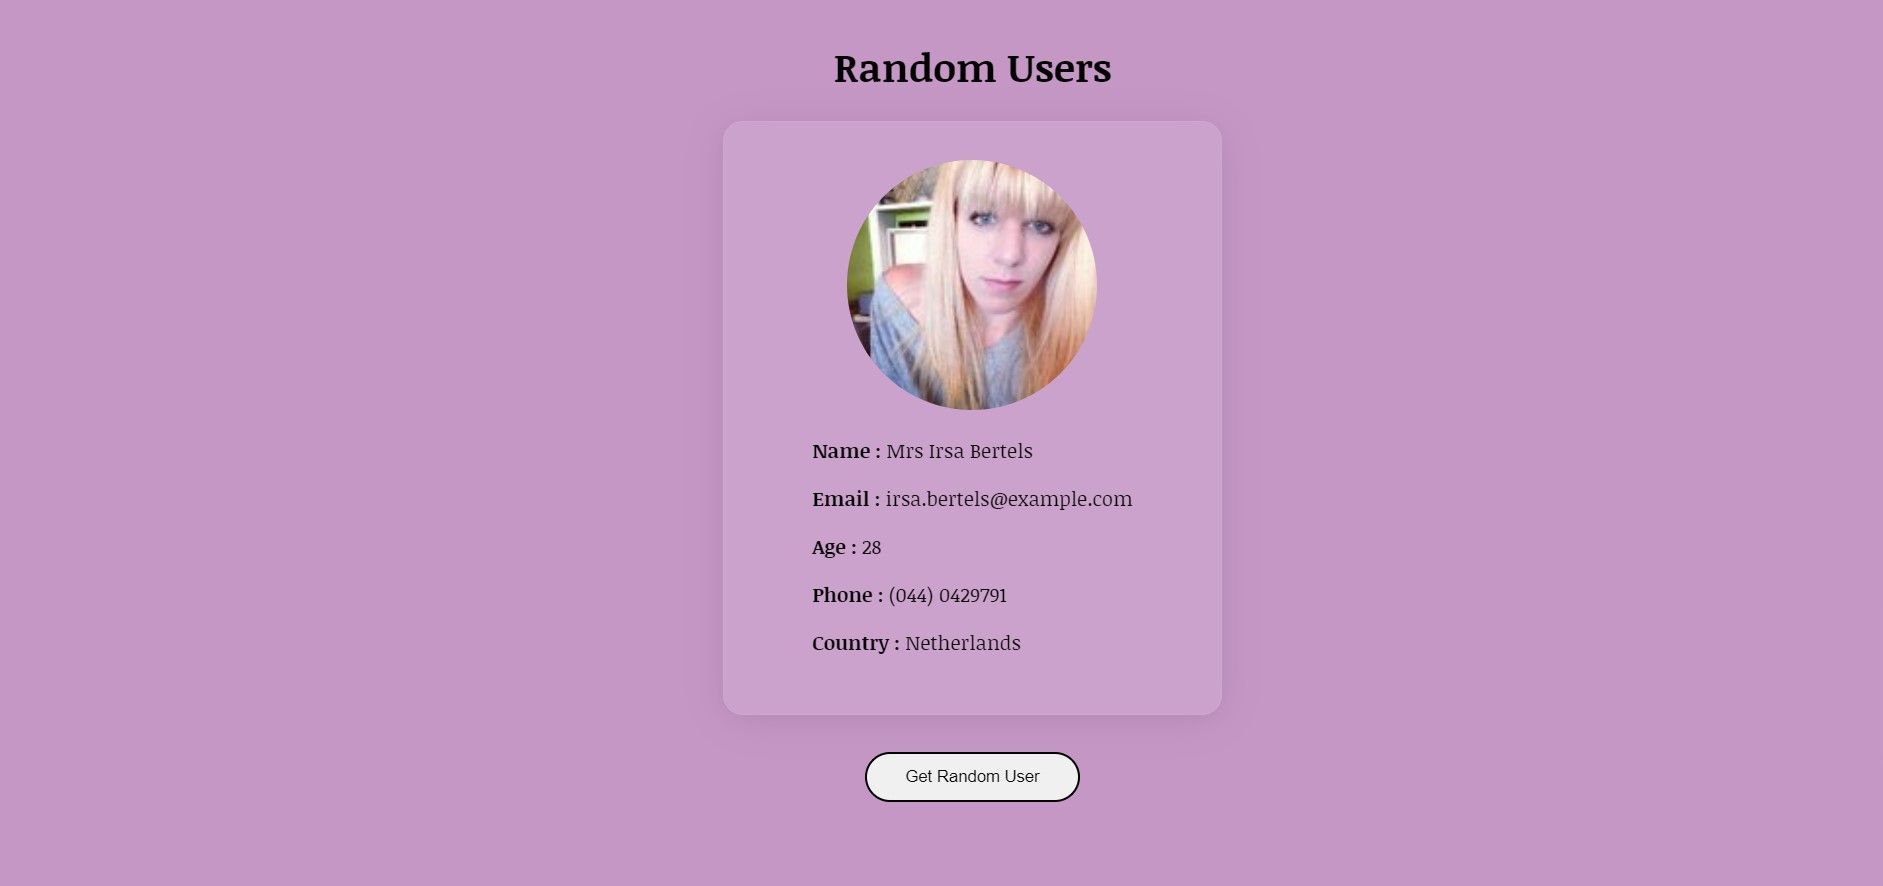 Random Users
Name : Mrs Irsa Bertels
Email : irsa.bertels@example.com
Age : 28
Phone : (044) 0429791
Country : Netherlands
Get Random User